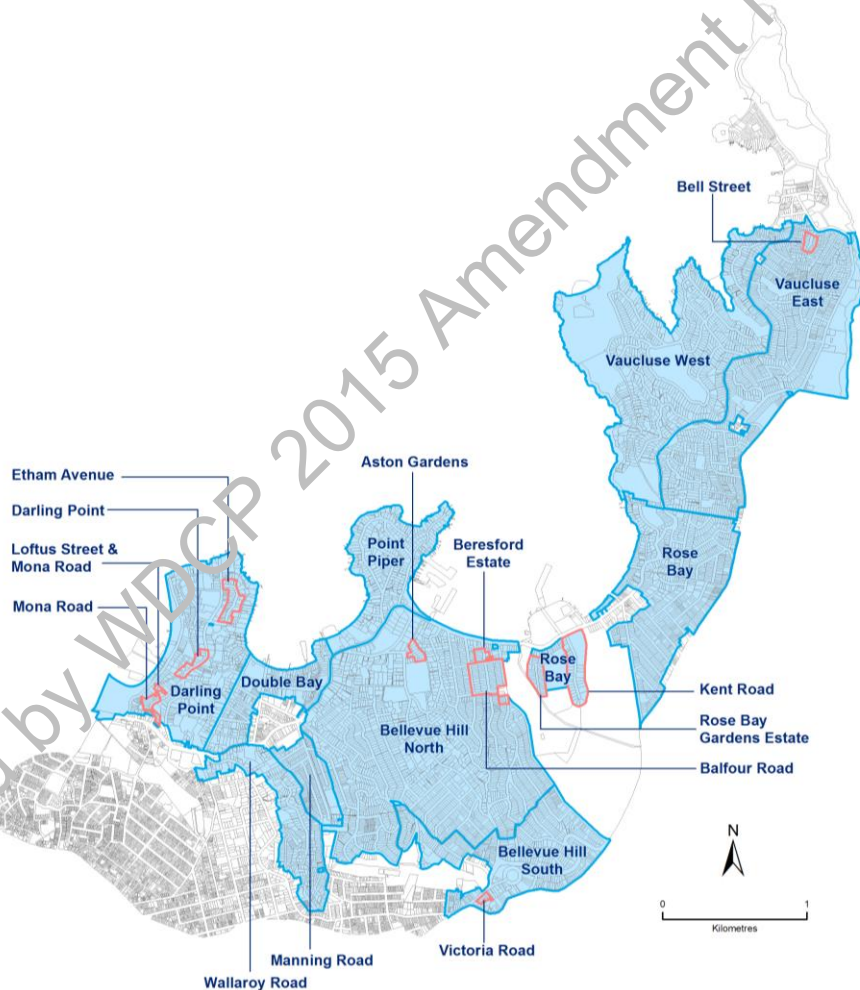 Bell Street
Vaucluse
East
Vaucluse West
Etham Avenue
Darling Point
Loftus Street &
Mona Road
Mona Road
Aston Gardens
Point
Piper
Beresford
Estate
Rose
Bay
Rose
Bay
Darling
Point
Double Bay
Bellevue Hill
North
Kent Road
Rose Bay
Gardens Estate
Balfour Road
Bellevue Hill
South
Victoria Road
Manning Road
Wallaroy Road
N
0 1
Kilometres
by WDCP 2015 Amendment